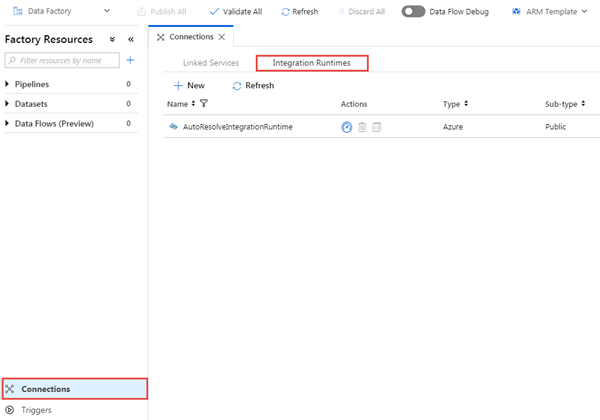 Data Factory Publish All Validate All Refresh Discard All Data Flow Debug ARM Template
Factory Resources
Filter resources by name
Pipelines 0
Datasets 0
Data Flows (Preview) 0
Connections
Triggers
Connections
Linked Services Integration Runtimes
New Refresh
Name Actions Type Sub-type
AutoResolveIntegrationRuntime Azure Public